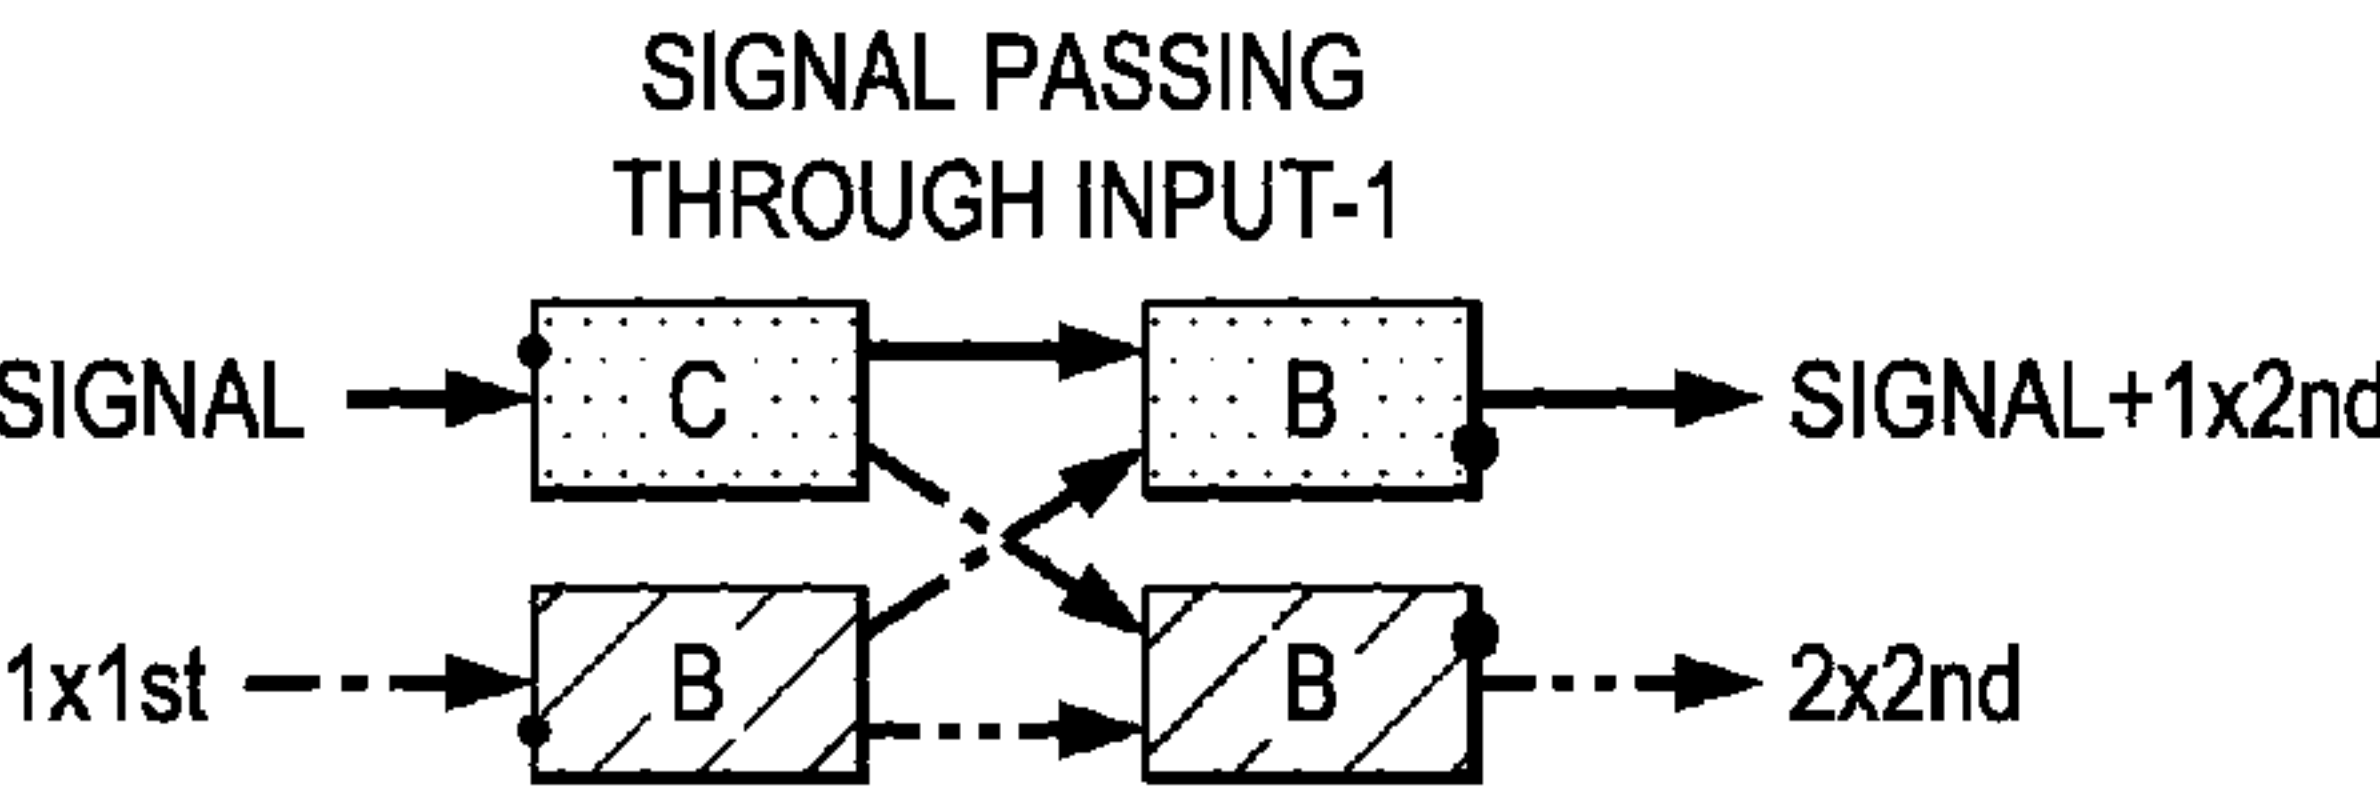 SIGNAL PASSING
THROUGH INPUT-1
SIGNAL C B SIGNAL+1x2nd
1x1st B B 2x2nd